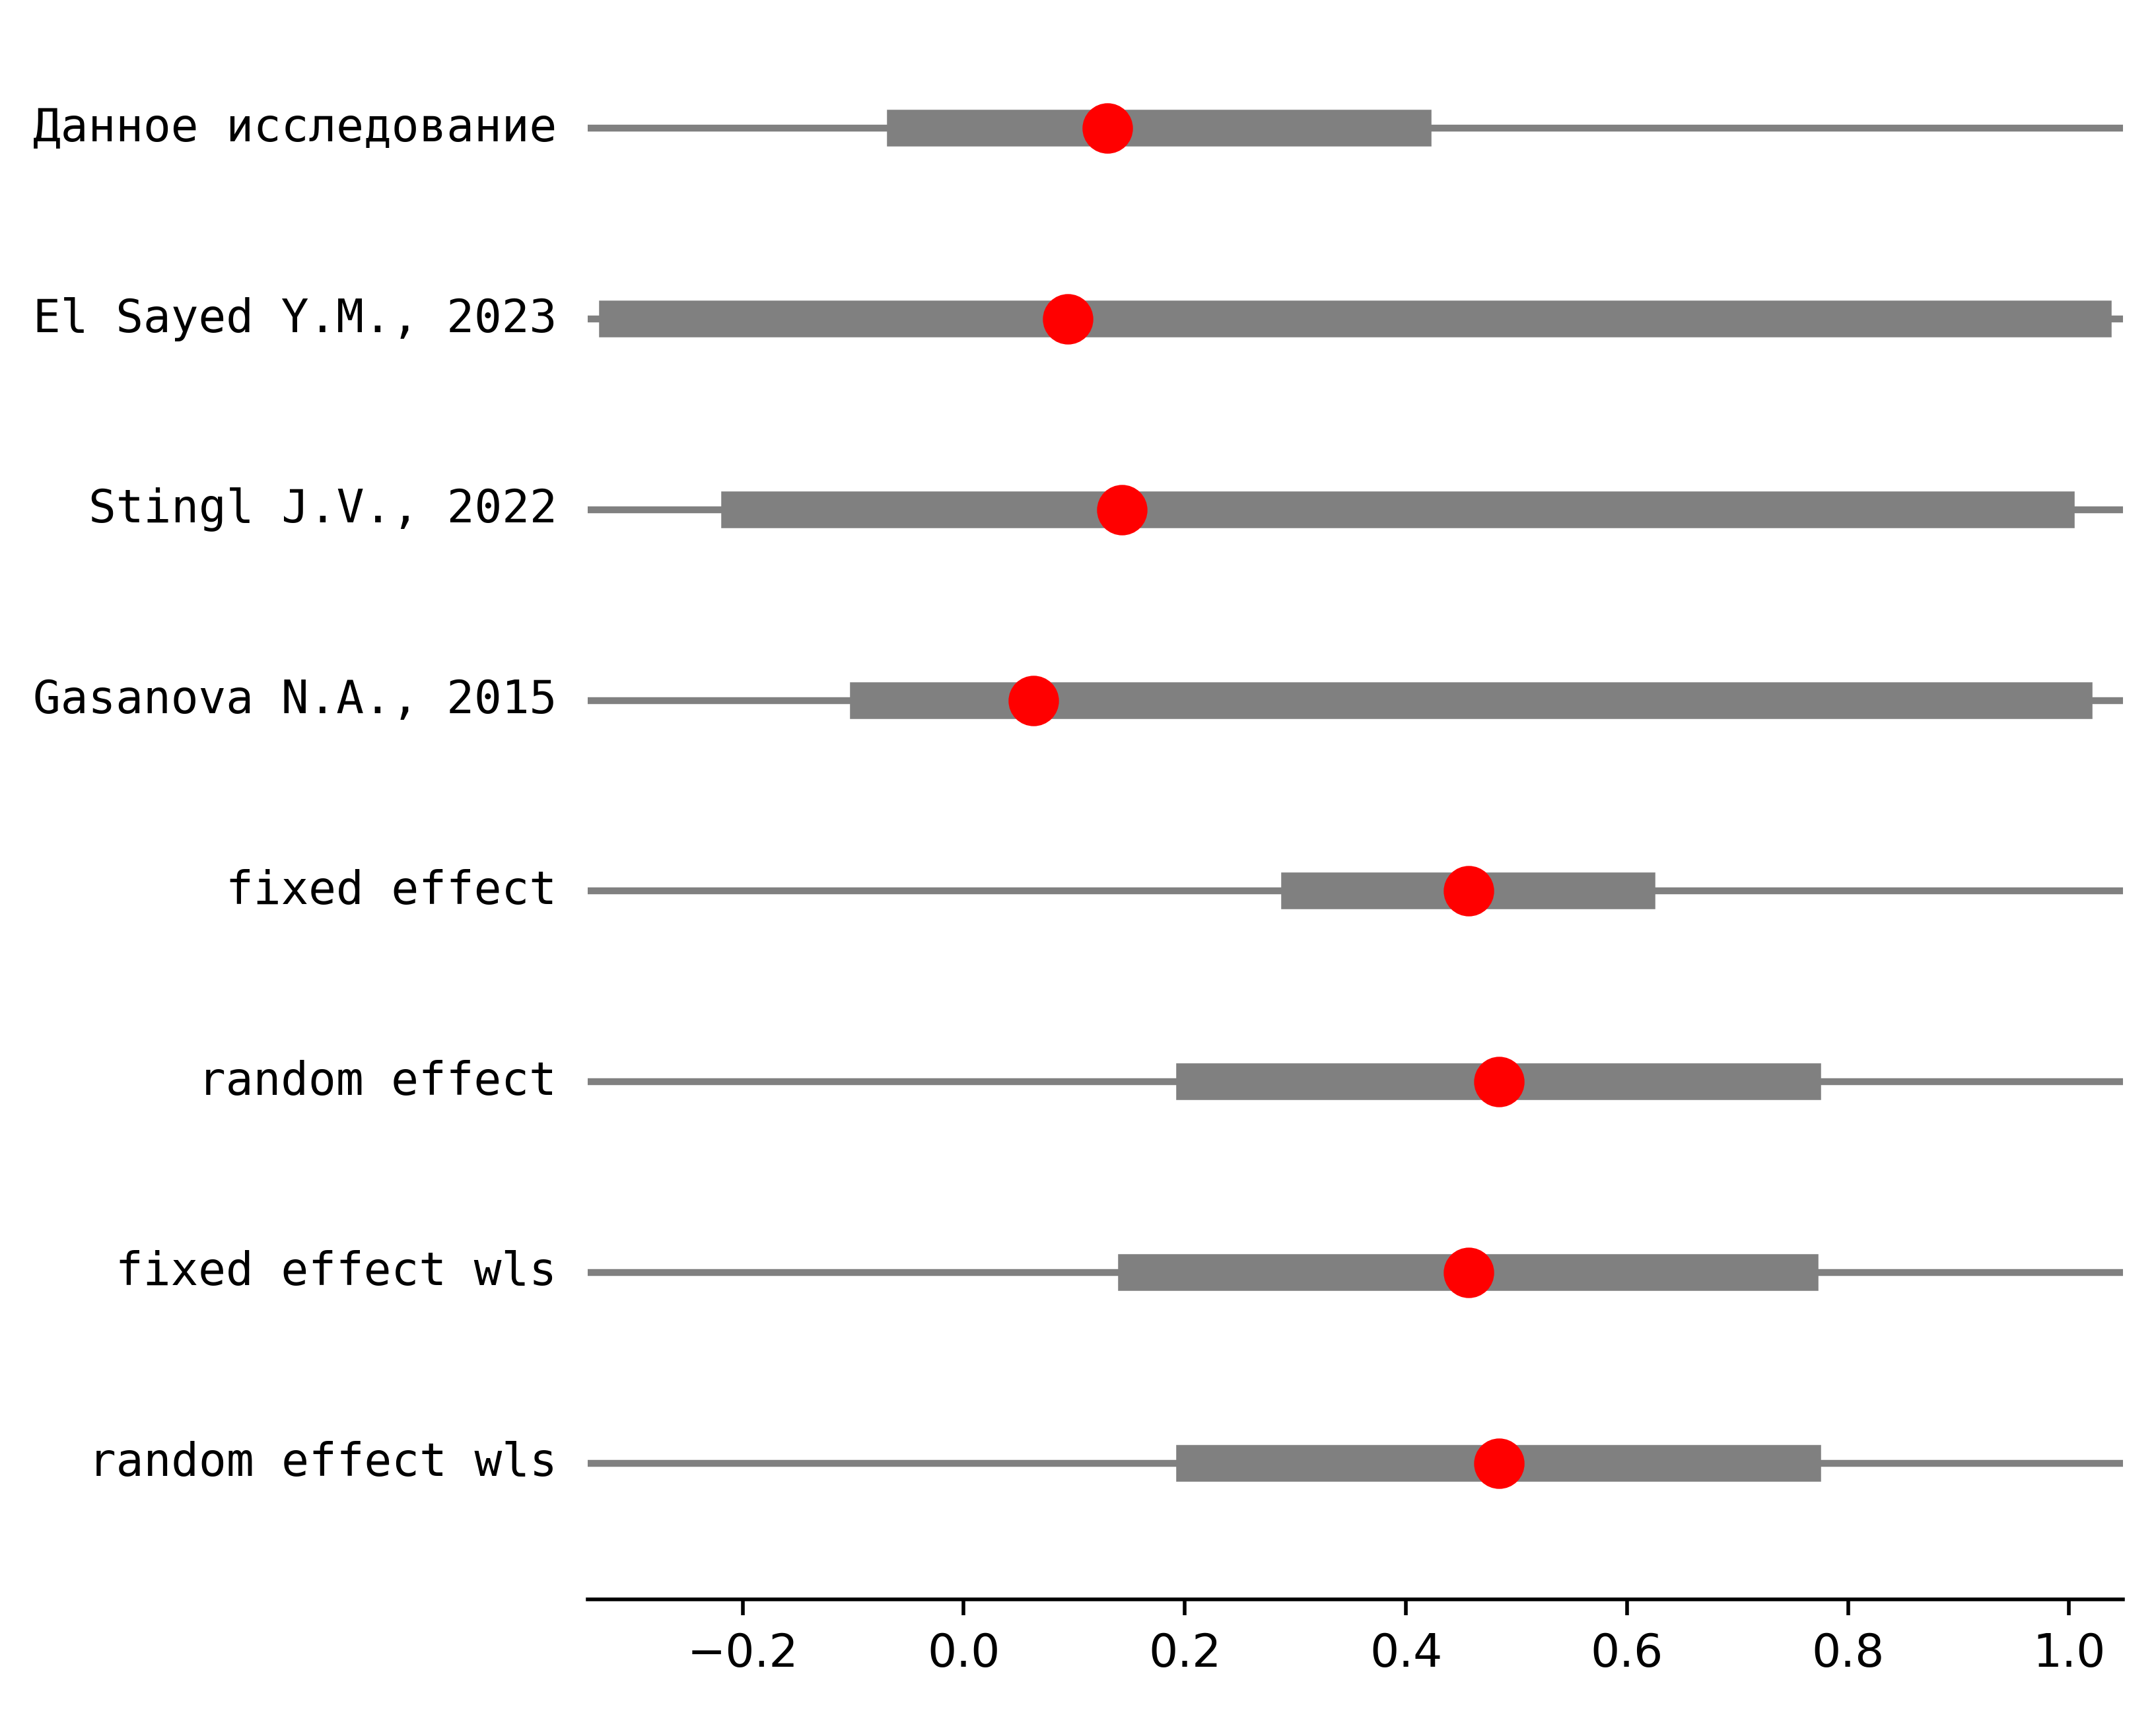 Данное исследование
El Sayed Y.M., 2023
Stingl J.V., 2022
Gasanova N.A., 2015
fixed effect
random effect
fixed effect wls
random effect wls
−0.2 0.0 0.2 0.4 0.6 0.8 1.0